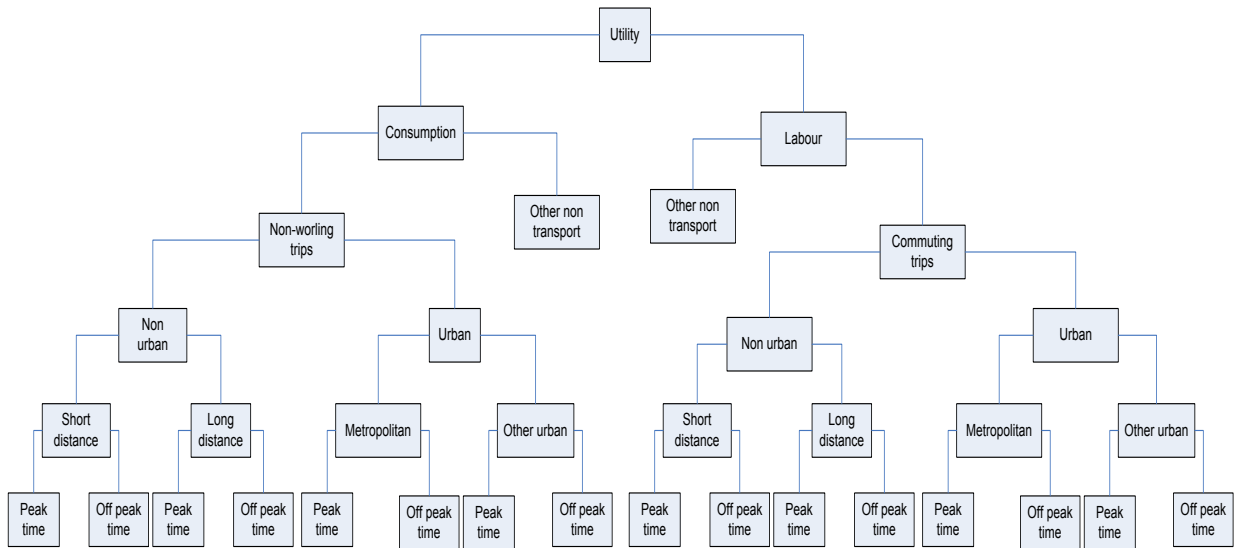 Utility
Consumption
Labour
Other non
transport
Other non
transport
Non-worling
trips
Commuting
trips
Non
urban
Urban
Non urban
Urban
Short
distance
Long
distance
Metropolitan
Other urban
Short
distance
Long
distance
Metropolitan
Other urban
Peak
time
Off peak
time
Peak
time
Off peak
time
Peak
time
Off peak
time
Peak
time
Off peak
time
Peak
time
Off peak
time
Peak
time
Off peak
time
Peak
time
Off peak
time
Peak
time
Off peak
time